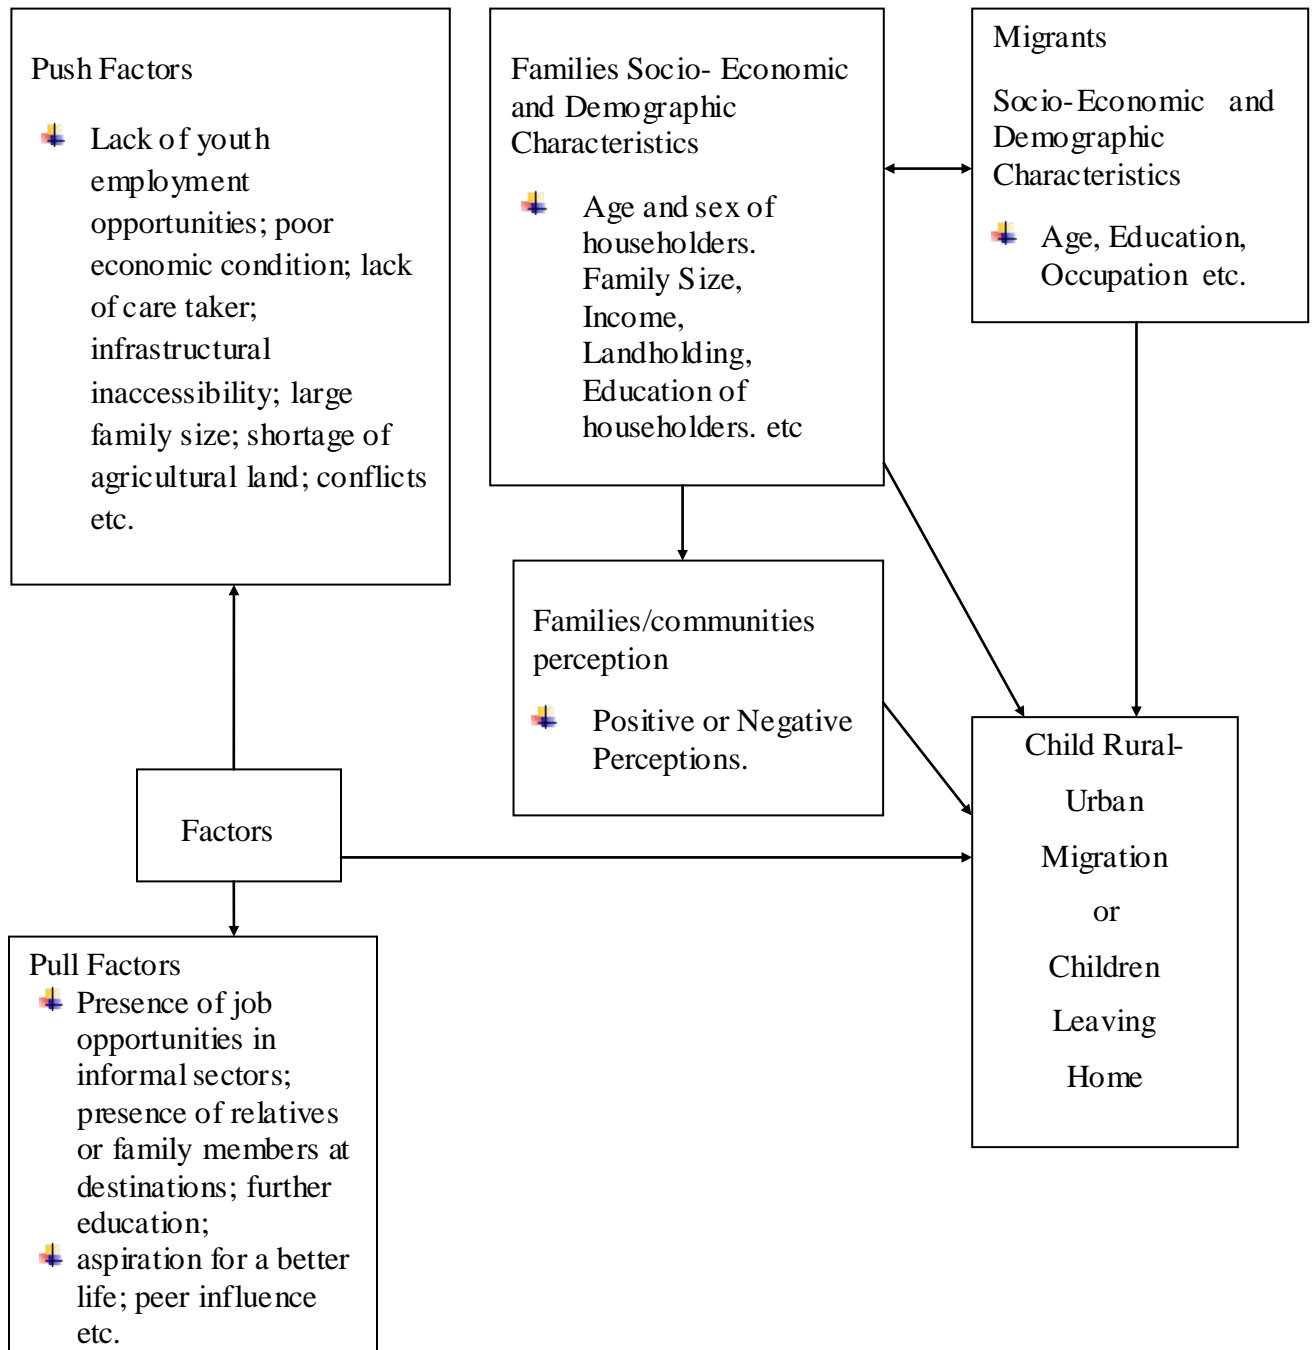 Push Factors
Lack of youth
employment
opportunities; poor
economic condition; lack
of care taker;
infrastructural
inaccessibility; large
family size; shortage of
agricultural land; conflicts
etc.
Families Socio- Economic
and Demographic
Characteristics
Age and sex of
householders.
Family Size,
Income,
Landholding,
Education of
householders. etc
Migrants
Socio-Economic and
Demographic
Characteristics
Age, Education,
Occupation etc.
Families/communities
perception
Positive or Negative
Perceptions.
Factors
Child Rural-
Urban
Migration
or
Children
Leaving
Home
Pull Factors
Presence of job
opportunities in
informal sectors;
presence of relatives
or family members at
destinations; further
education;
aspiration for a better
life; peer influence
etc.